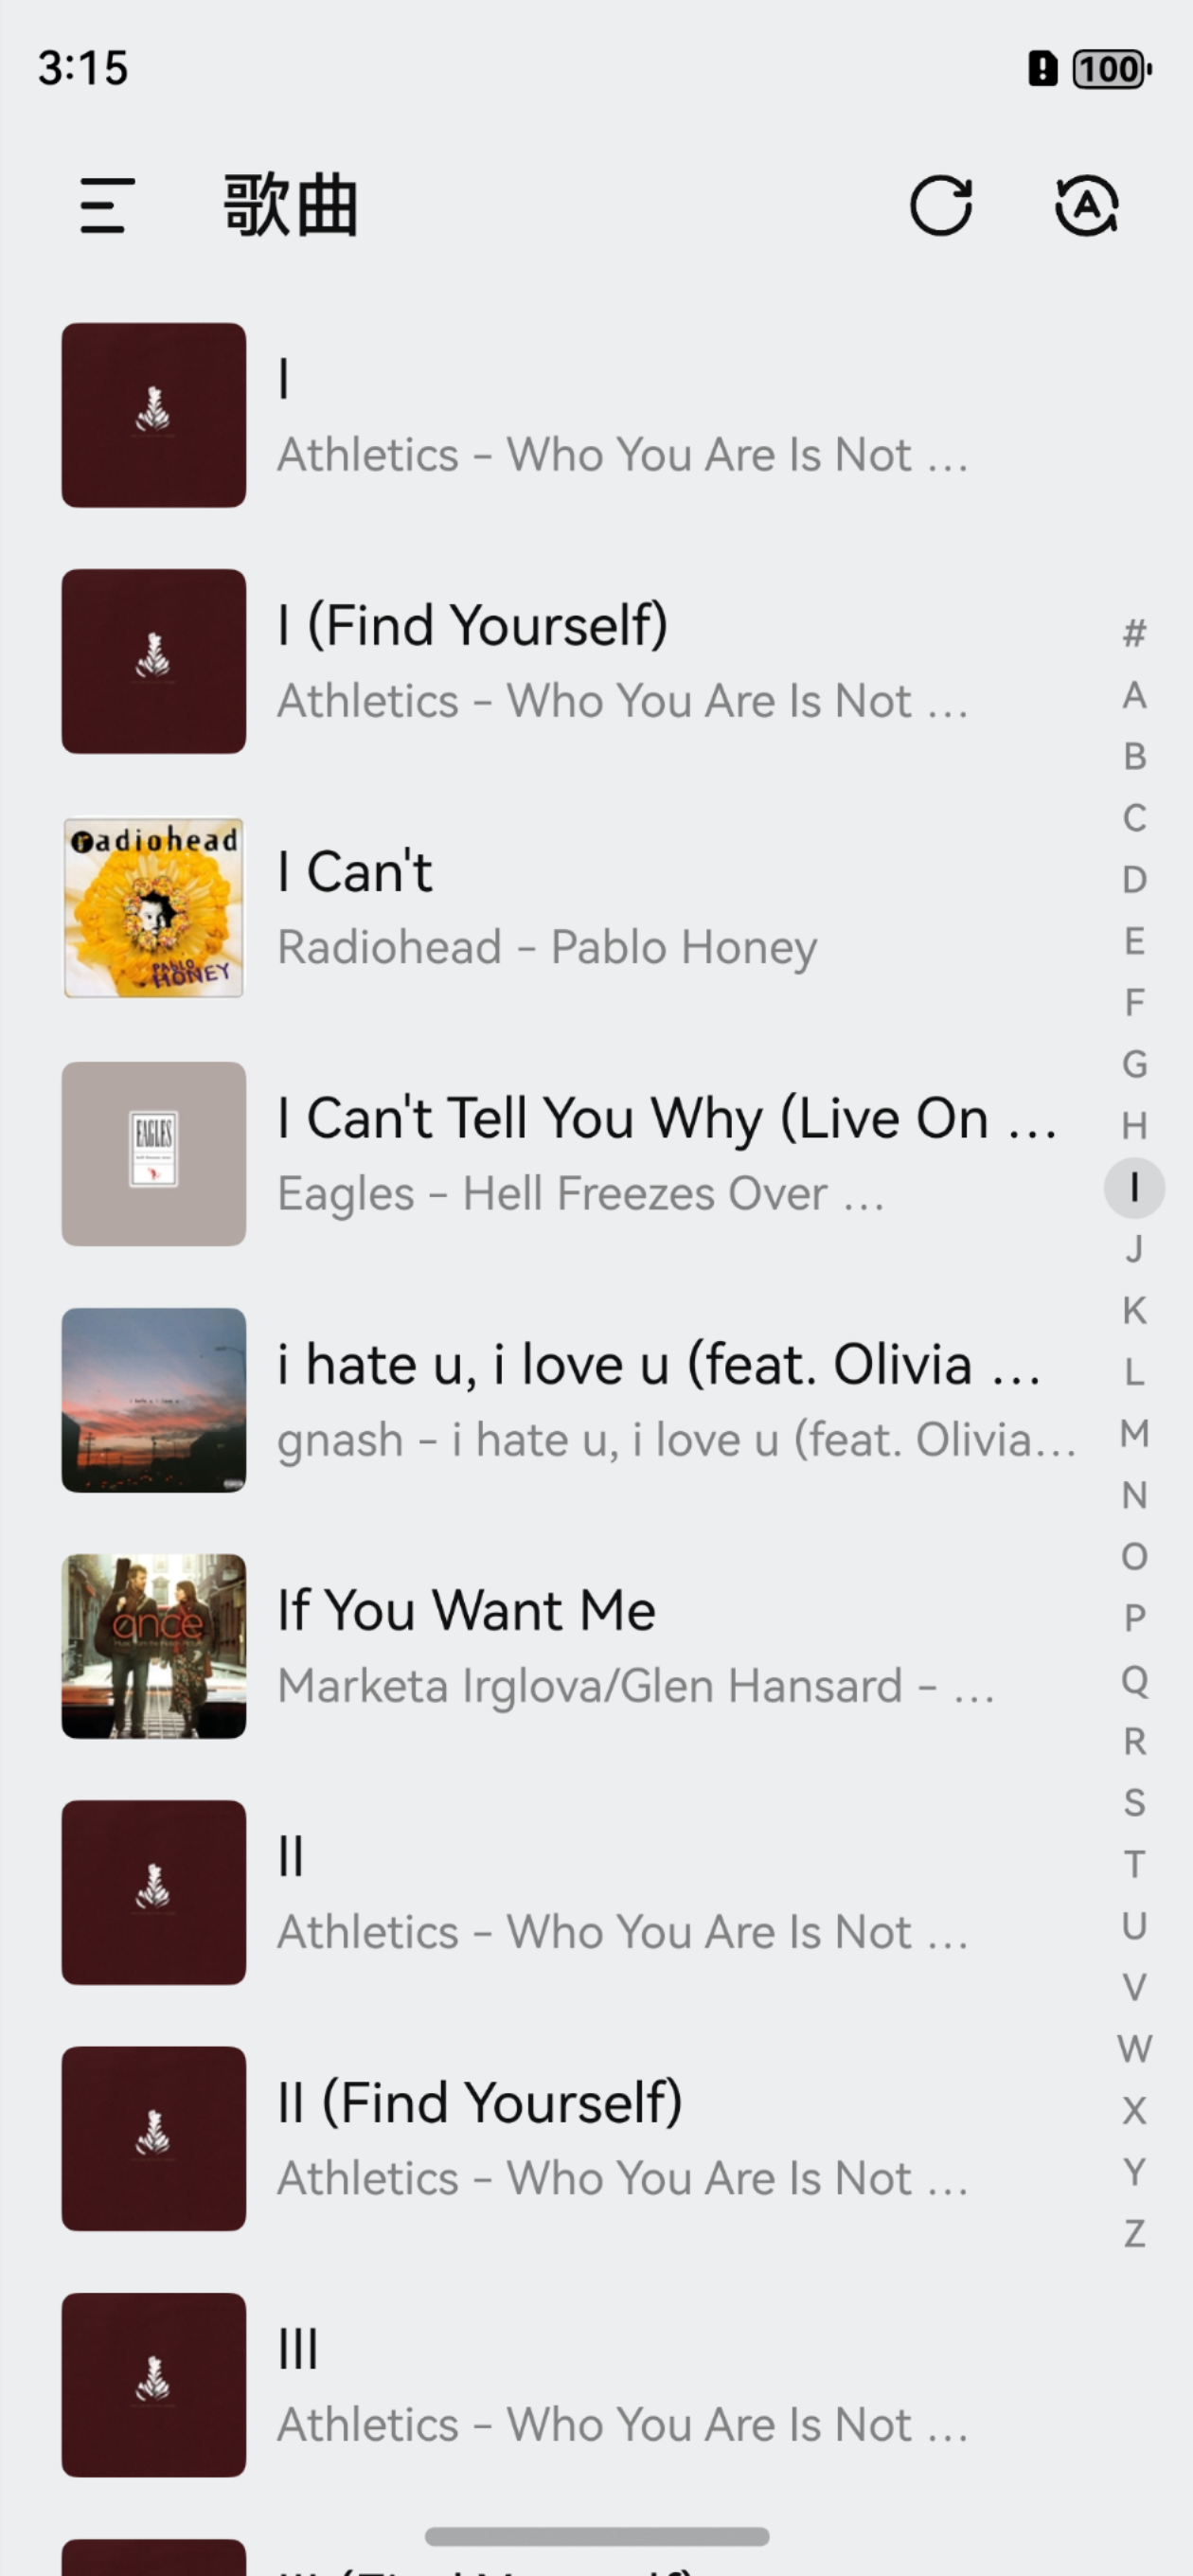 3:15
100
歌曲
I
Athletics – Who You Are Is Not …
I (Find Yourself)
Athletics – Who You Are Is Not …
radiohead
PABLO
HONEY
I Can't
Radiohead – Pablo Honey
EAGLES
I Can't Tell You Why (Live On …
Eagles – Hell Freezes Over …
i hate u, i love u (feat. Olivia …
gnash – i hate u, i love u (feat. Olivia…
once
If You Want Me
Marketa Irglova/Glen Hansard – …
II
Athletics – Who You Are Is Not …
II (Find Yourself)
Athletics – Who You Are Is Not …
III
Athletics – Who You Are Is Not …
#
A
B
C
D
E
F
G
H
I
J
K
L
M
N
O
P
Q
R
S
T
U
V
W
X
Y
Z